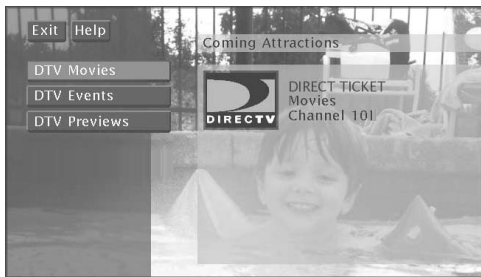 Exit Help
Coming Attractions
DTV Movies
DTV Events
DTV Previews
DIRECTV
DIRECT TICKET
Movies
Channel 101